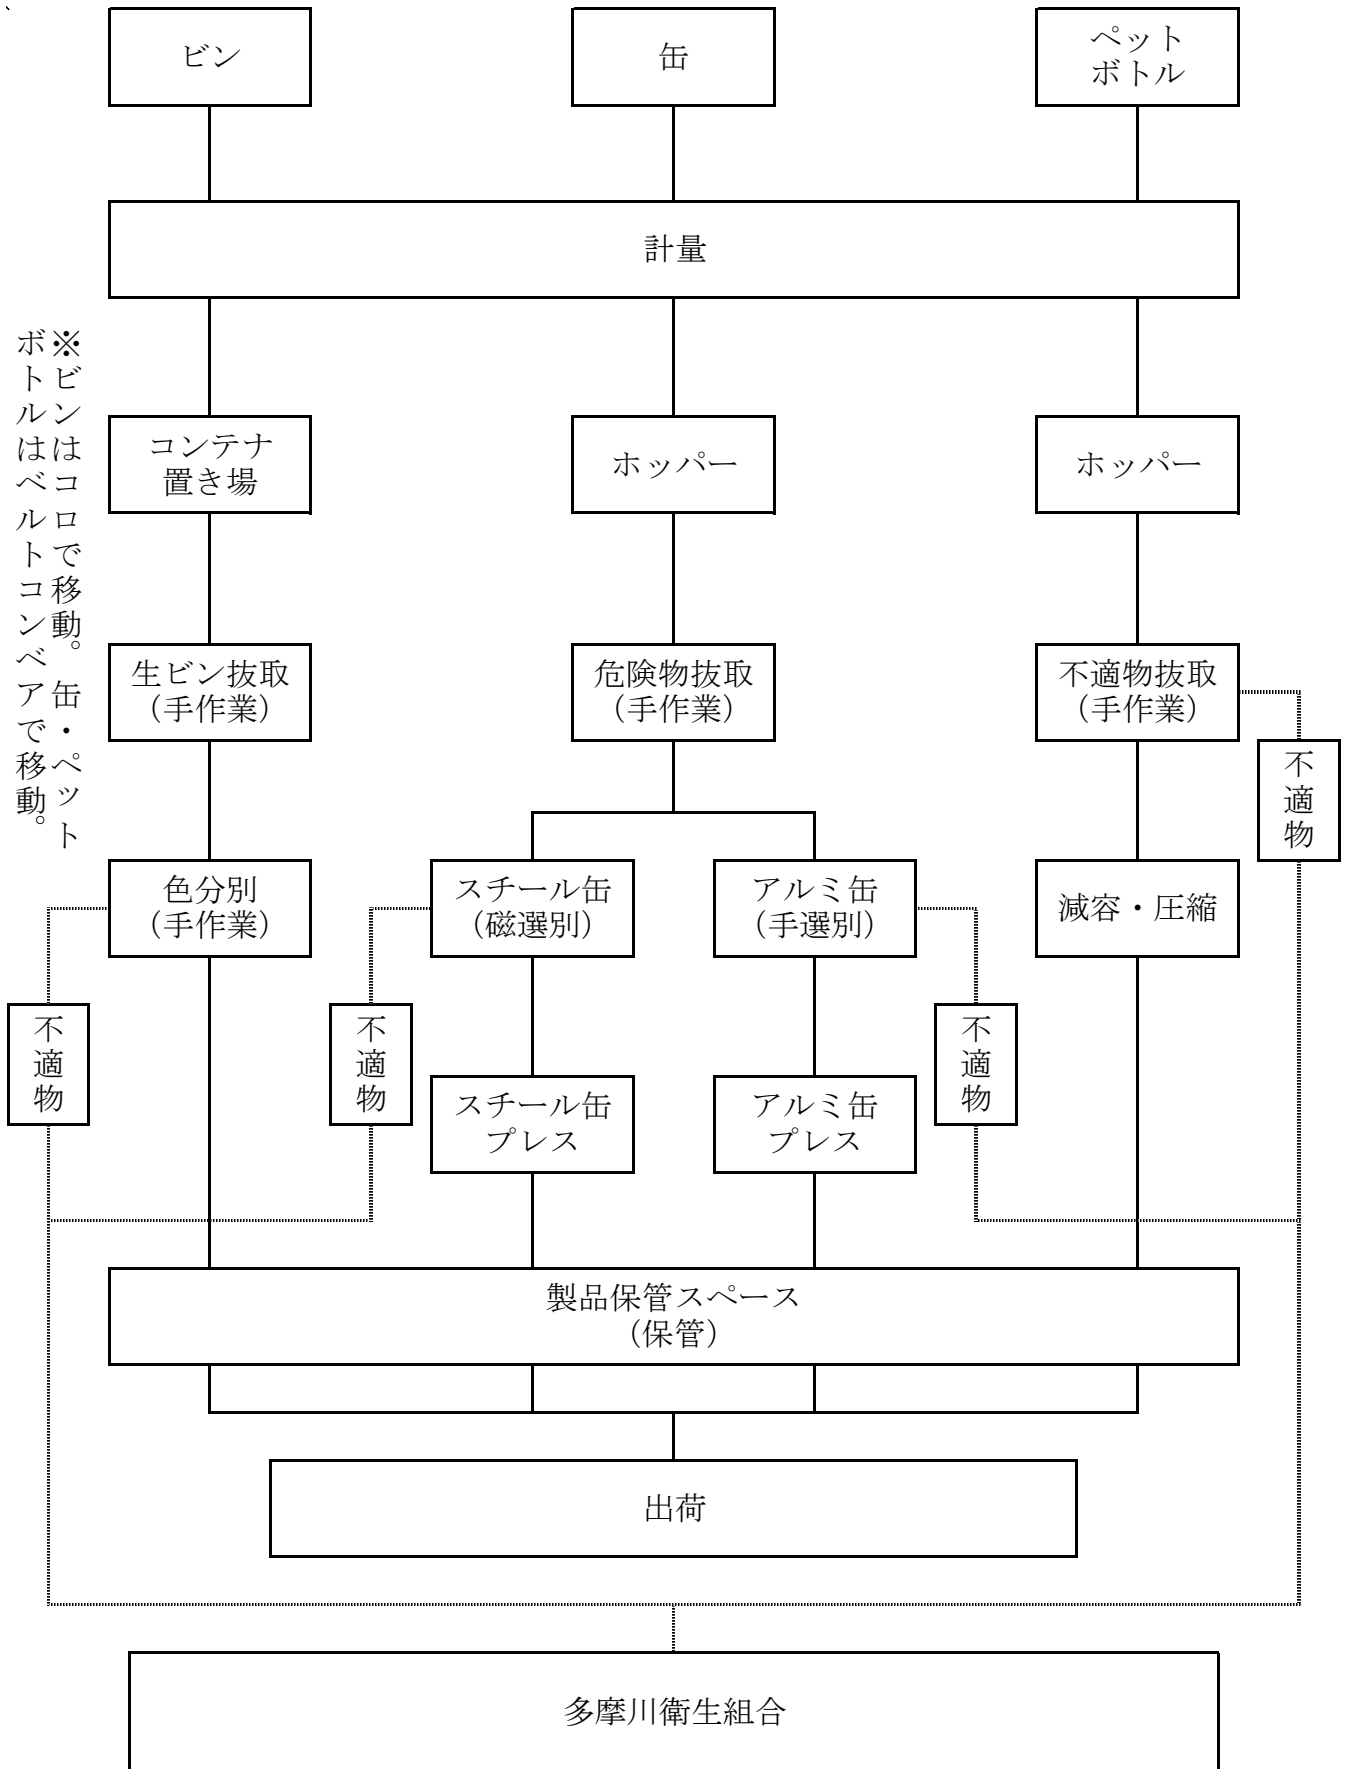 ビン
缶
ペット
ボトル
計量
※ビンはコロで移動。缶・ペット
ボトルはベルトコンベアで移動。
コンテナ
置き場
ホッパー
ホッパー
生ビン抜取
(手作業)
危険物抜取
(手作業)
不適物抜取
(手作業)
不適物
色分別
(手作業)
スチール缶
(磁選別)
アルミ缶
(手選別)
減容・圧縮
不適物
不適物
不適物
スチール缶
プレス
アルミ缶
プレス
製品保管スペース
(保管)
出荷
多摩川衛生組合